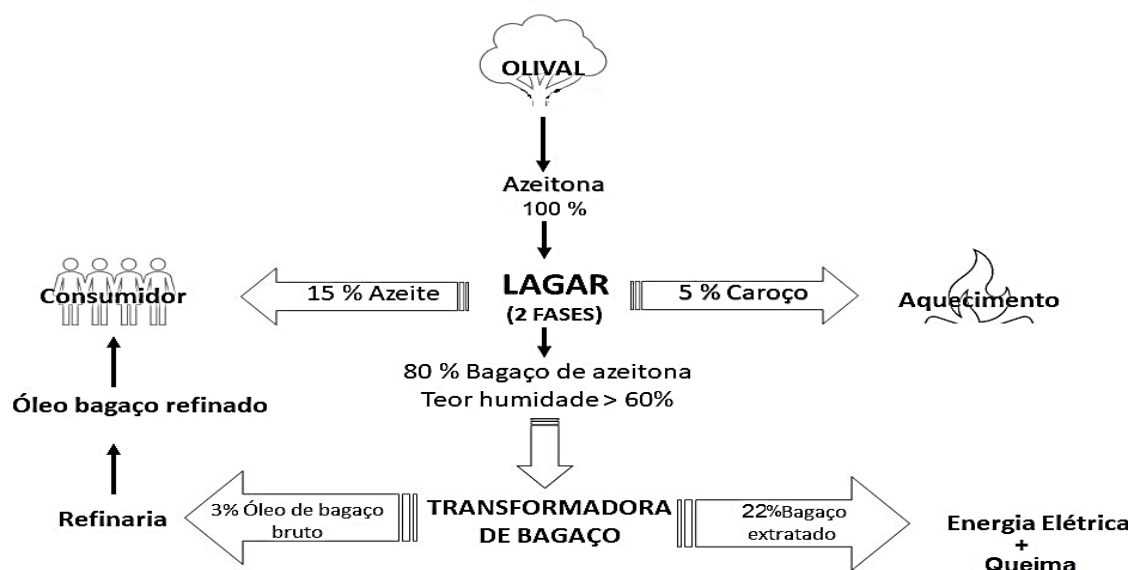 OLIVAL
Azeitona
100 %
LAGAR
(2 FASES)
15 % Azeite
5 % Caroço
Consumidor
Aquecimento
80 % Bagaço de azeitona
Teor humidade > 60%
Óleo bagaço refinado
Refinaria
3% Óleo de bagaço
bruto
TRANSFORMADORA
DE BAGAÇO
22%Bagaço
extratado
Energia Elétrica
+
Queima